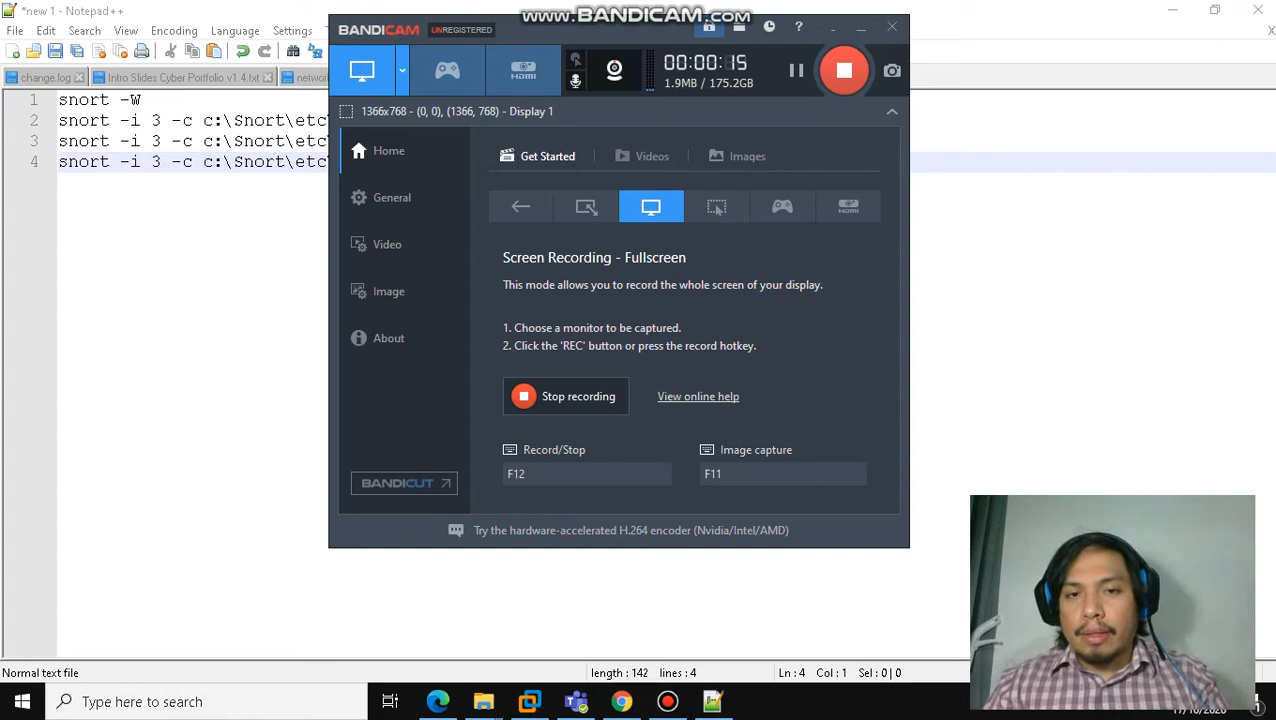 *new 1 - Notepad++
www.BANDICAM.com
File Edit Search View Encoding Language Settings
BANDICAM UNREGISTERED
?
HDMI
00:00:15
1.9MB / 175.2GB
change.log
Intro Slides Cyber Portfolio v1.4.txt
network
1366x768 - (0, 0), (1366, 768) - Display 1
1 snort -W
2 snort -i 3 -c c:\Snort\etc\
3 snort -i 3 -c c:\Snort\etc\
4 snort -i 3 -c c:\Snort\etc\
Home
General
Video
Image
About
BANDICUT
Get Started
Videos
Images
HDMI
Screen Recording - Fullscreen
This mode allows you to record the whole screen of your display.
1. Choose a monitor to be captured.
2. Click the 'REC' button or press the record hotkey.
Stop recording
View online help
Record/Stop
F12
Image capture
F11
Try the hardware-accelerated H.264 encoder (Nvidia/Intel/AMD)
Normal text file
length : 142 lines : 4
Ln : 4 Col : 1 Sel : 0 | 0
Type here to search